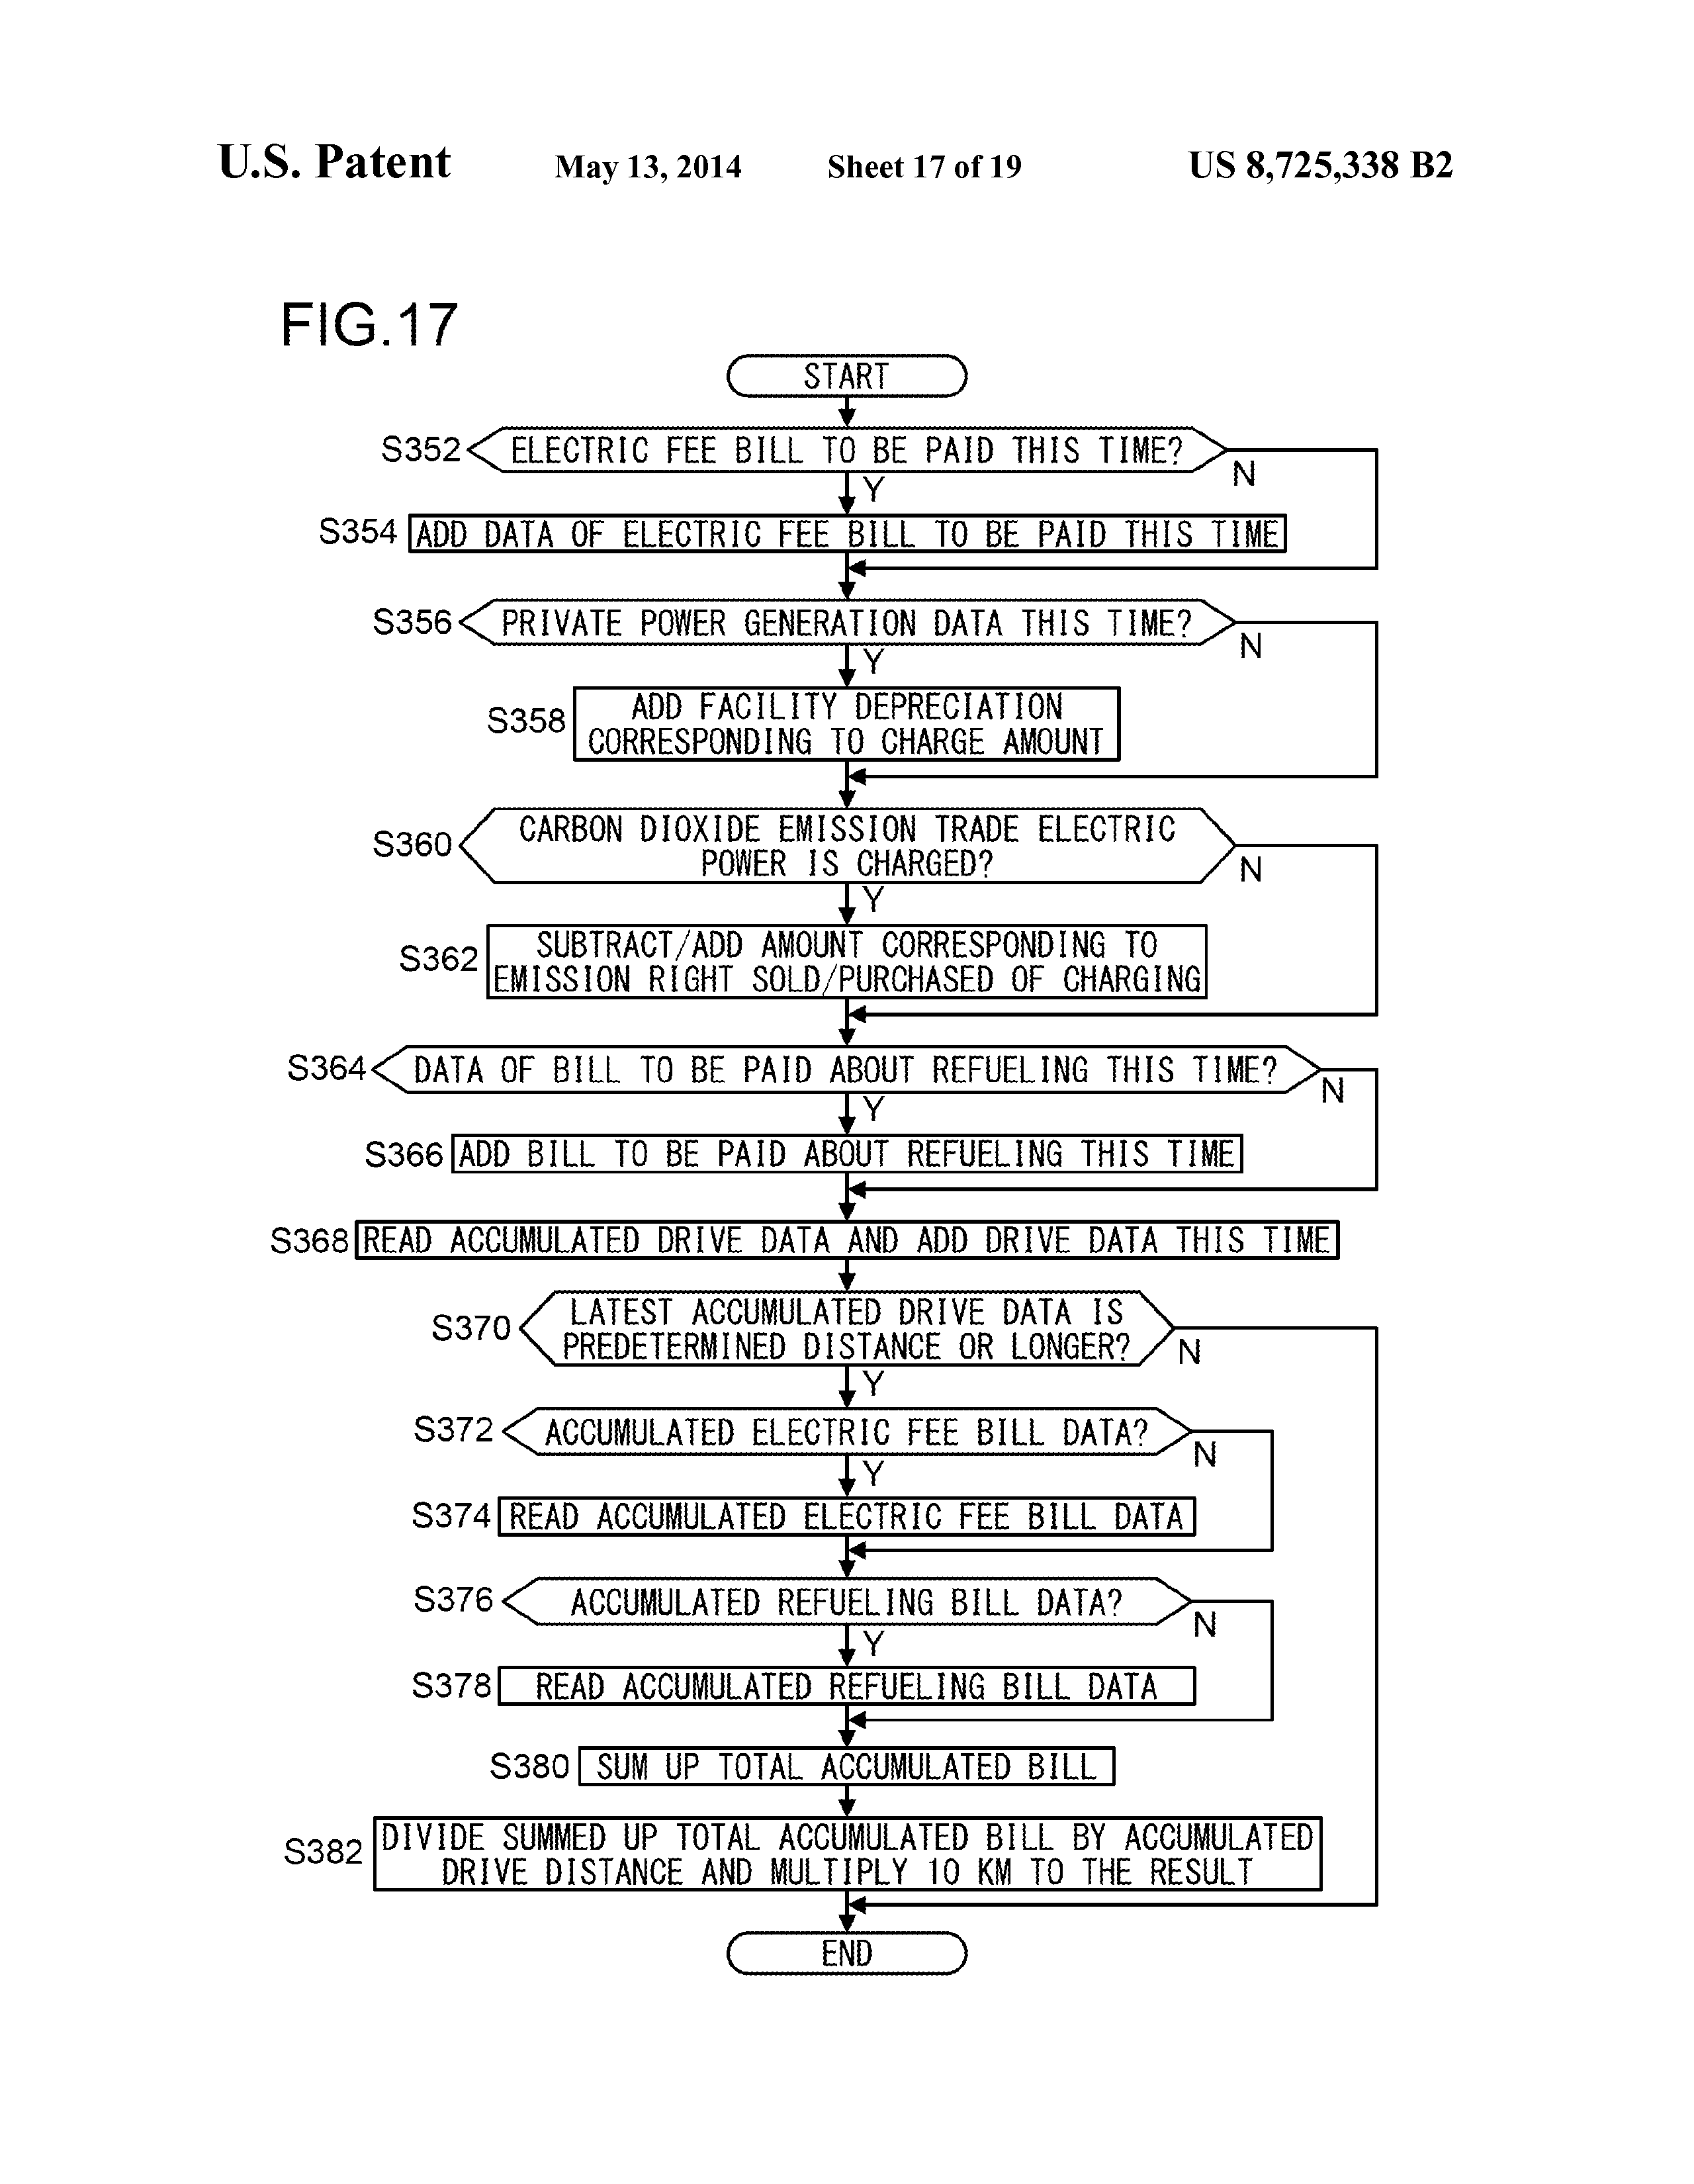 U.S. Patent May 13, 2014 Sheet 17 of 19 US 8,725,338 B2
FIG.17
START
S352 ELECTRIC FEE BILL TO BE PAID THIS TIME?
N
Y
S354 ADD DATA OF ELECTRIC FEE BILL TO BE PAID THIS TIME
S356 PRIVATE POWER GENERATION DATA THIS TIME?
N
Y
S358 ADD FACILITY DEPRECIATION
CORRESPONDING TO CHARGE AMOUNT
S360 CARBON DIOXIDE EMISSION TRADE ELECTRIC
POWER IS CHARGED?
N
Y
S362 SUBTRACT/ADD AMOUNT CORRESPONDING TO
EMISSION RIGHT SOLD/PURCHASED OF CHARGING
S364 DATA OF BILL TO BE PAID ABOUT REFUELING THIS TIME?
N
Y
S366 ADD BILL TO BE PAID ABOUT REFUELING THIS TIME
S368 READ ACCUMULATED DRIVE DATA AND ADD DRIVE DATA THIS TIME
S370 LATEST ACCUMULATED DRIVE DATA IS
PREDETERMINED DISTANCE OR LONGER?
N
Y
S372 ACCUMULATED ELECTRIC FEE BILL DATA?
N
Y
S374 READ ACCUMULATED ELECTRIC FEE BILL DATA
S376 ACCUMULATED REFUELING BILL DATA?
N
Y
S378 READ ACCUMULATED REFUELING BILL DATA
S380 SUM UP TOTAL ACCUMULATED BILL
S382 DIVIDE SUMMED UP TOTAL ACCUMULATED BILL BY ACCUMULATED
DRIVE DISTANCE AND MULTIPLY 10 KM TO THE RESULT
END